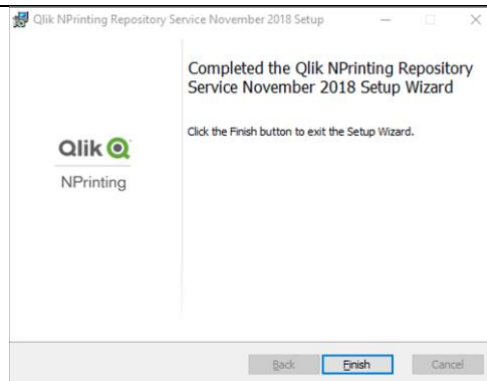 Qlik NPrinting Repository Service November 2018 Setup
Completed the Qlik NPrinting Repository
Service November 2018 Setup Wizard
Click the Finish button to exit the Setup Wizard.
Qlik
NPrinting
Back Finish Cancel